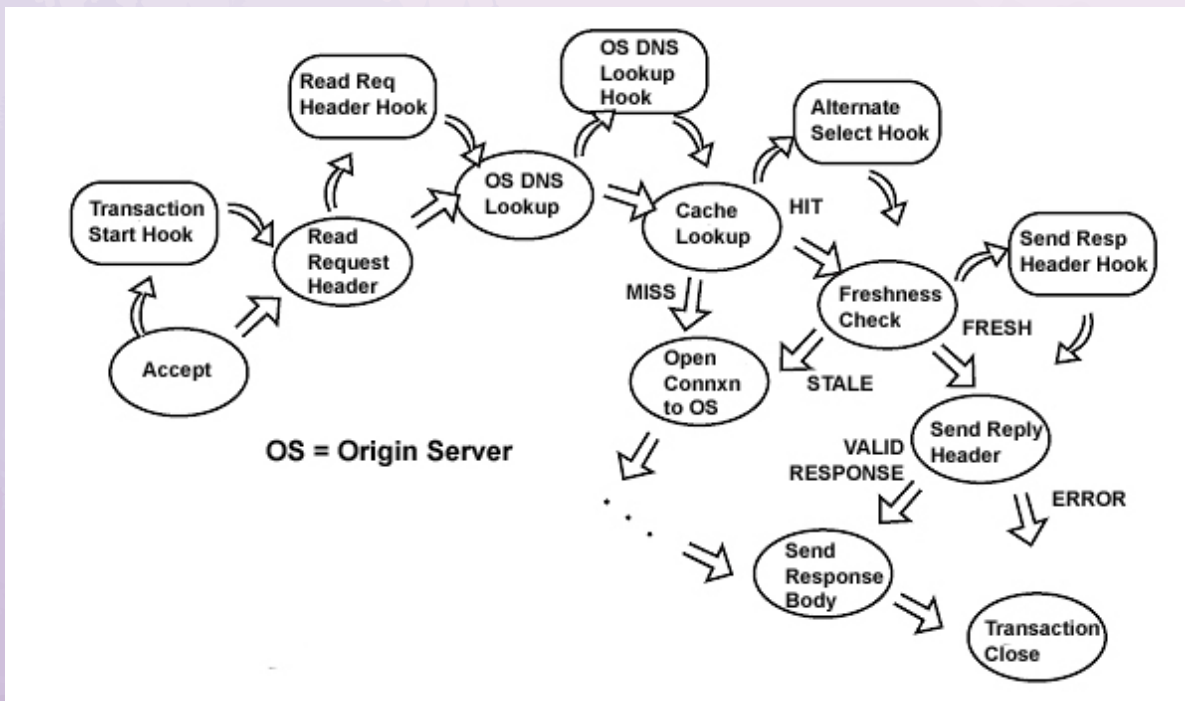 OS DNS
Lookup
Hook
Read Req
Header Hook
Alternate
Select Hook
Transaction
Start Hook
OS DNS
Lookup
Read
Request
Header
Cache
Lookup
HIT
Send Resp
Header Hook
MISS
Freshness
Check
FRESH
Accept
Open
Connxn
to OS
STALE
OS = Origin Server
VALID
RESPONSE
Send Reply
Header
ERROR
Send
Response
Body
Transaction
Close